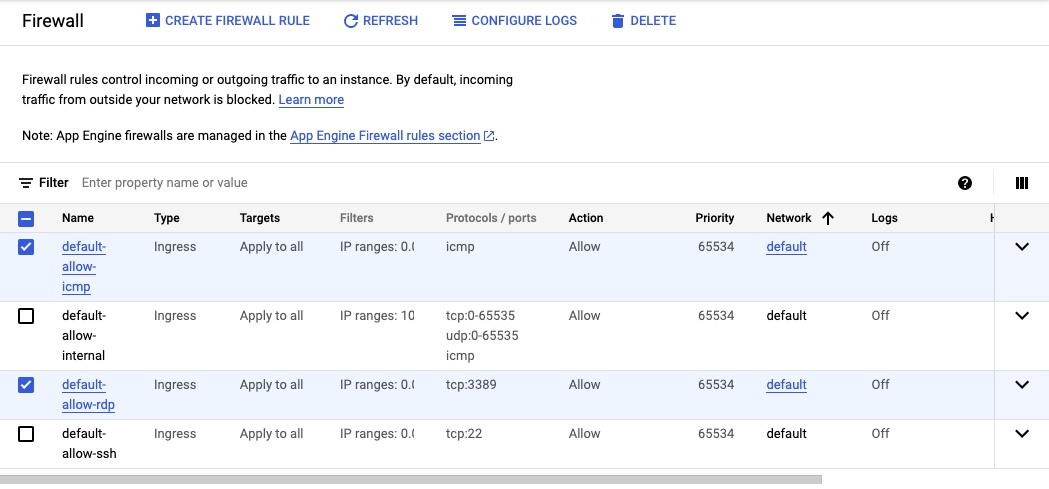 Firewall CREATE FIREWALL RULE REFRESH CONFIGURE LOGS DELETE
Firewall rules control incoming or outgoing traffic to an instance. By default, incoming
traffic from outside your network is blocked. Learn more
Note: App Engine firewalls are managed in the App Engine Firewall rules section.
Filter Enter property name or value
Name Type Targets Filters Protocols / ports Action Priority Network Logs
default- Ingress Apply to all IP ranges: 0.0 icmp Allow 65534 default Off
allow-
icmp
default- Ingress Apply to all IP ranges: 10 tcp:0-65535 Allow 65534 default Off
allow- udp:0-65535
internal icmp
default- Ingress Apply to all IP ranges: 0.0 tcp:3389 Allow 65534 default Off
allow-rdp
default- Ingress Apply to all IP ranges: 0.0 tcp:22 Allow 65534 default Off
allow-ssh